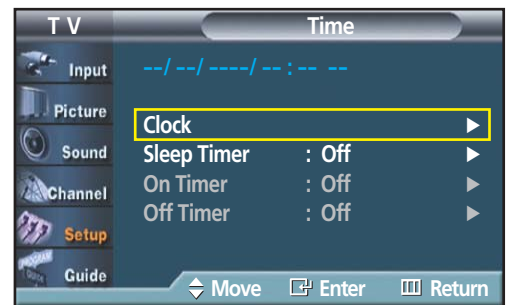 T V
Time
Input
--/ --/ ----/ -- : -- --
Picture
Clock
Sound
Sleep Timer : Off
Channel
On Timer : Off
Setup
Off Timer : Off
Guide
Move Enter Return